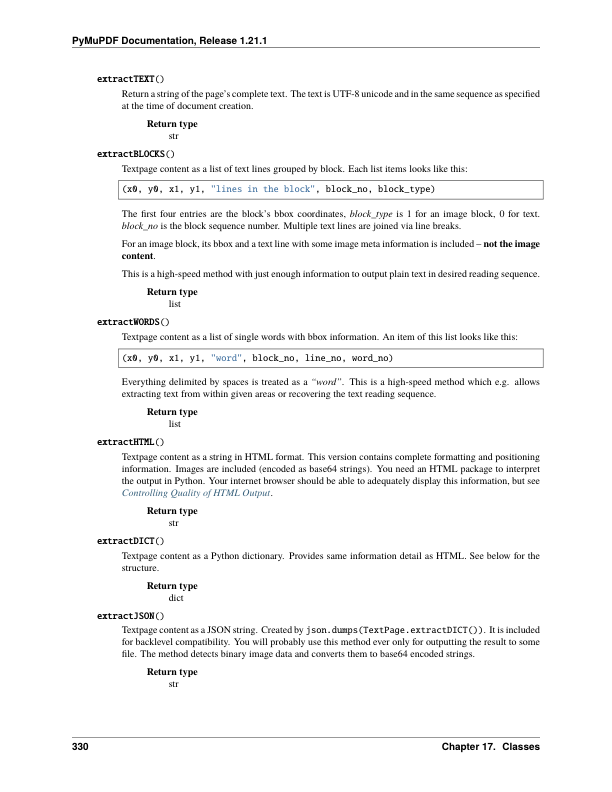 PyMuPDF Documentation, Release 1.21.1
extractTEXT()
Return a string of the page's complete text. The text is UTF-8 unicode and in the same sequence as specified
at the time of document creation.
Return type
str
extractBLOCKS()
Textpage content as a list of text lines grouped by block. Each list items looks like this:
(x0, y0, x1, y1, "lines in the block", block_no, block_type)
The first four entries are the block's bbox coordinates, block_type is 1 for an image block, 0 for text.
block_no is the block sequence number. Multiple text lines are joined via line breaks.
For an image block, its bbox and a text line with some image meta information is included – not the image
content.
This is a high-speed method with just enough information to output plain text in desired reading sequence.
Return type
list
extractWORDS()
Textpage content as a list of single words with bbox information. An item of this list looks like this:
(x0, y0, x1, y1, "word", block_no, line_no, word_no)
Everything delimited by spaces is treated as a “word”. This is a high-speed method which e.g. allows
extracting text from within given areas or recovering the text reading sequence.
Return type
list
extractHTML()
Textpage content as a string in HTML format. This version contains complete formatting and positioning
information. Images are included (encoded as base64 strings). You need an HTML package to interpret
the output in Python. Your internet browser should be able to adequately display this information, but see
Controlling Quality of HTML Output.
Return type
str
extractDICT()
Textpage content as a Python dictionary. Provides same information detail as HTML. See below for the
structure.
Return type
dict
extractJSON()
Textpage content as a JSON string. Created by json.dumps(TextPage.extractDICT()). It is included
for backlevel compatibility. You will probably use this method ever only for outputting the result to some
file. The method detects binary image data and converts them to base64 encoded strings.
Return type
str
330
Chapter 17. Classes